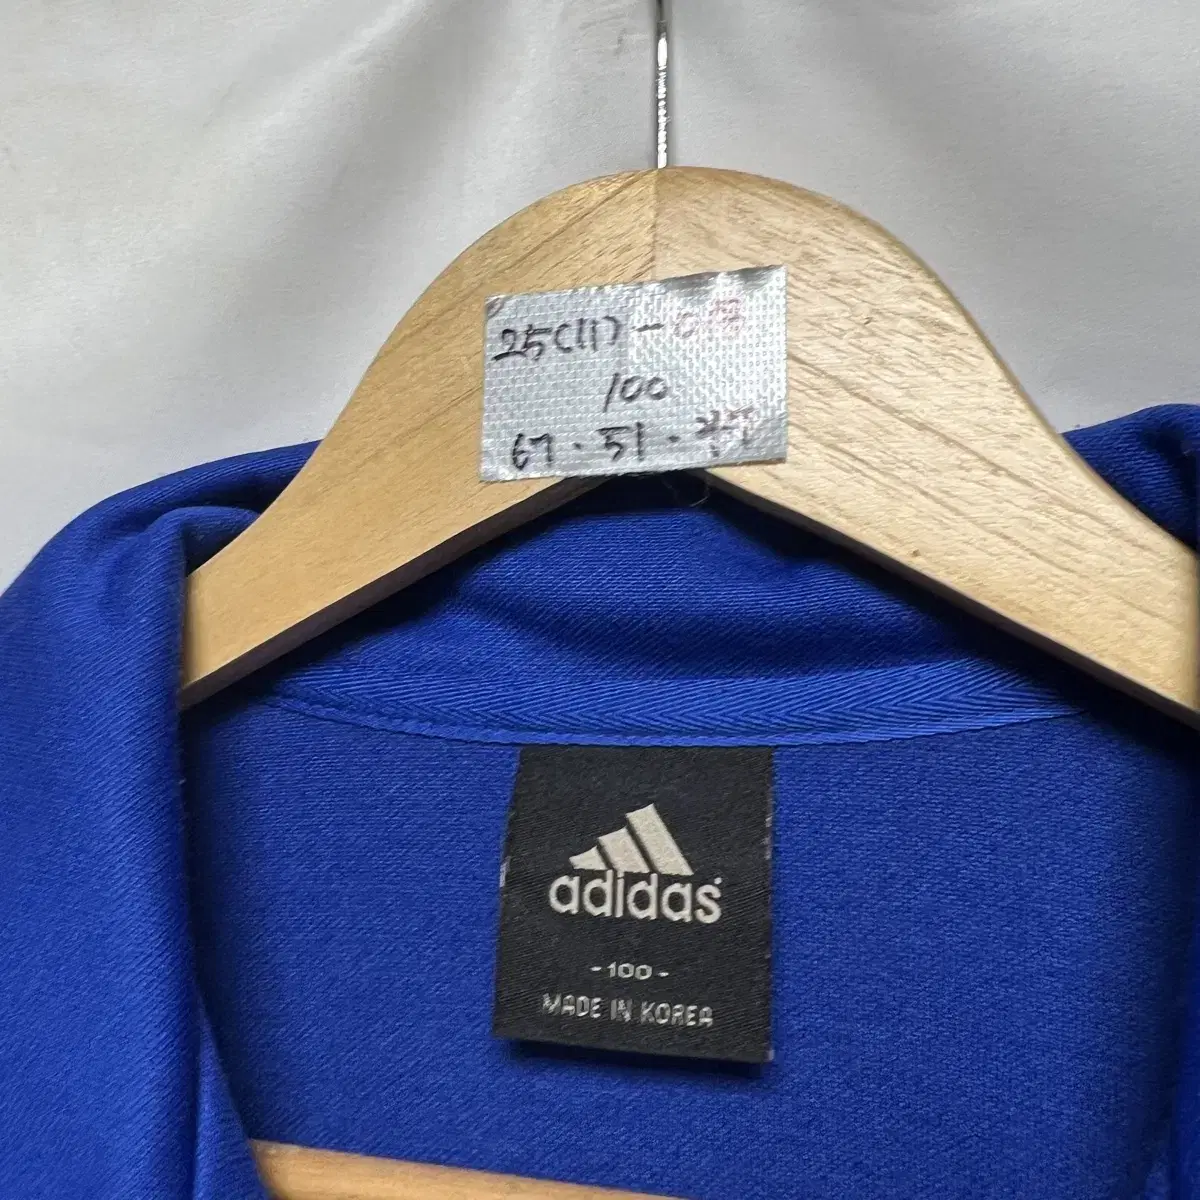 25(11) -
100
67 · 51 ·
adidas
- 100 -
MADE IN KOREA